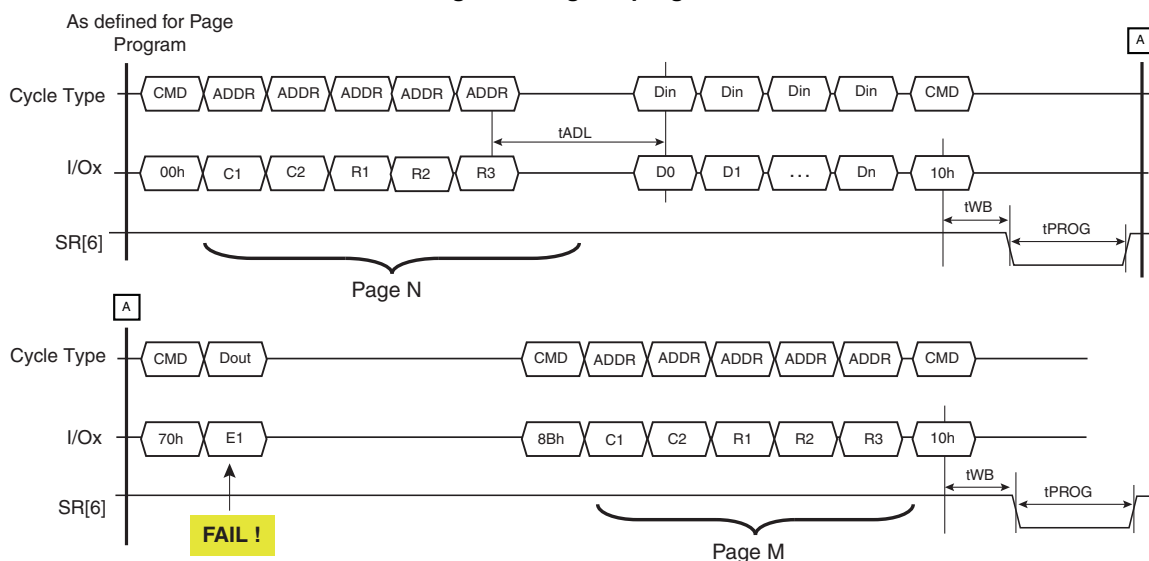 As defined for Page
Program
A
Cycle Type CMD ADDR ADDR ADDR ADDR ADDR Din Din Din Din CMD
tADL
I/Ox 00h C1 C2 R1 R2 R3 D0 D1 ... Dn 10h
tWB
tPROG
SR[6]
Page N
A
Cycle Type CMD Dout CMD ADDR ADDR ADDR ADDR ADDR CMD
I/Ox 70h E1 8Bh C1 C2 R1 R2 R3 10h
tWB
tPROG
SR[6]
FAIL !
Page M